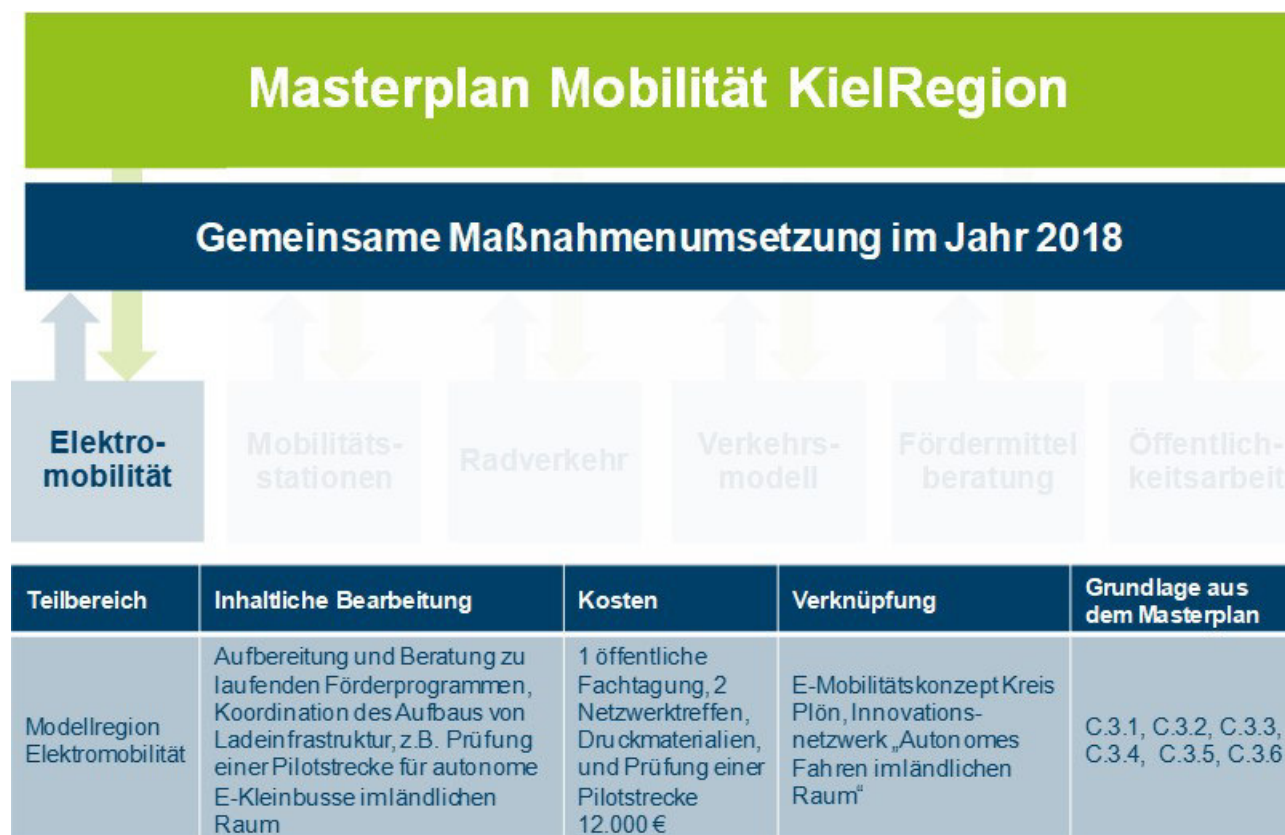 Masterplan Mobilität KielRegion
Gemeinsame Maßnahmenumsetzung im Jahr 2018
Elektro-
mobilität
Mobilitäts-
stationen
Radverkehr
Verkehrs-
modell
Fördermittel
beratung
Öffentlich-
keitsarbeit
Teilbereich
Inhaltliche Bearbeitung
Kosten
Verknüpfung
Grundlage aus
dem Masterplan
Modellregion
Elektromobilität
Aufbereitung und Beratung zu
laufenden Förderprogrammen,
Koordination des Aufbaus von
Ladeinfrastruktur, z.B. Prüfung
einer Pilotstrecke für autonome
E-Kleinbusse im ländlichen
Raum
1 öffentliche
Fachtagung, 2
Netzwerktreffen,
Druckmaterialien,
und Prüfung einer
Pilotstrecke
12.000 €
E-Mobilitätskonzept Kreis
Plön, Innovations-
netzwerk „Autonomes
Fahren im ländlichen
Raum“
C.3.1, C.3.2, C.3.3,
C.3.4, C.3.5, C.3.6